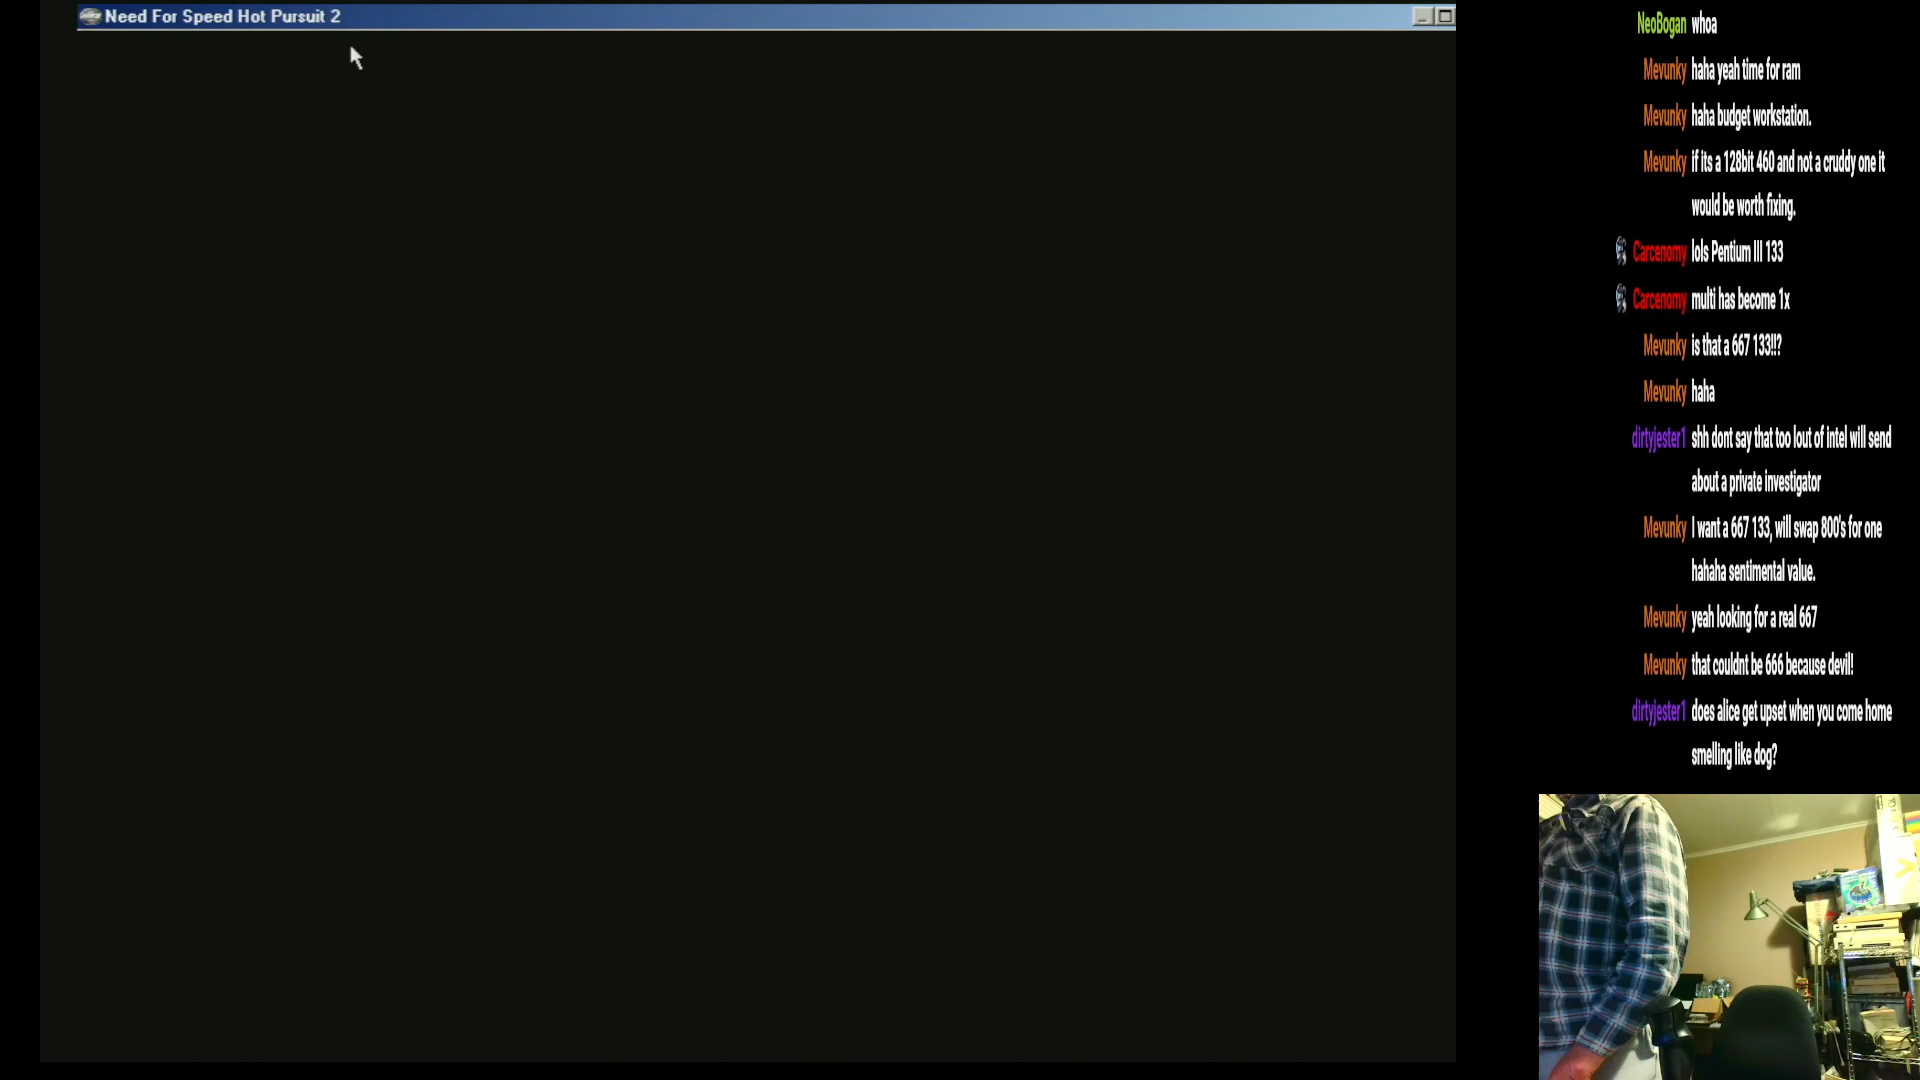 Need For Speed Hot Pursuit 2
NeoBogan whoa
Mevunky haha yeah time for ram
Mevunky haha budget workstation.
Mevunky if its a 128bit 460 and not a cruddy one it
would be worth fixing.
Carcenomy lols Pentium III 133
Carcenomy multi has become 1x
Mevunky is that a 667 133!!?
Mevunky haha
dirtyjester1 shh dont say that too lout of intel will send
about a private investigator
Mevunky I want a 667 133, will swap 800's for one
hahaha sentimental value.
Mevunky yeah looking for a real 667
Mevunky that couldnt be 666 because devil!
dirtyjester1 does alice get upset when you come home
smelling like dog?